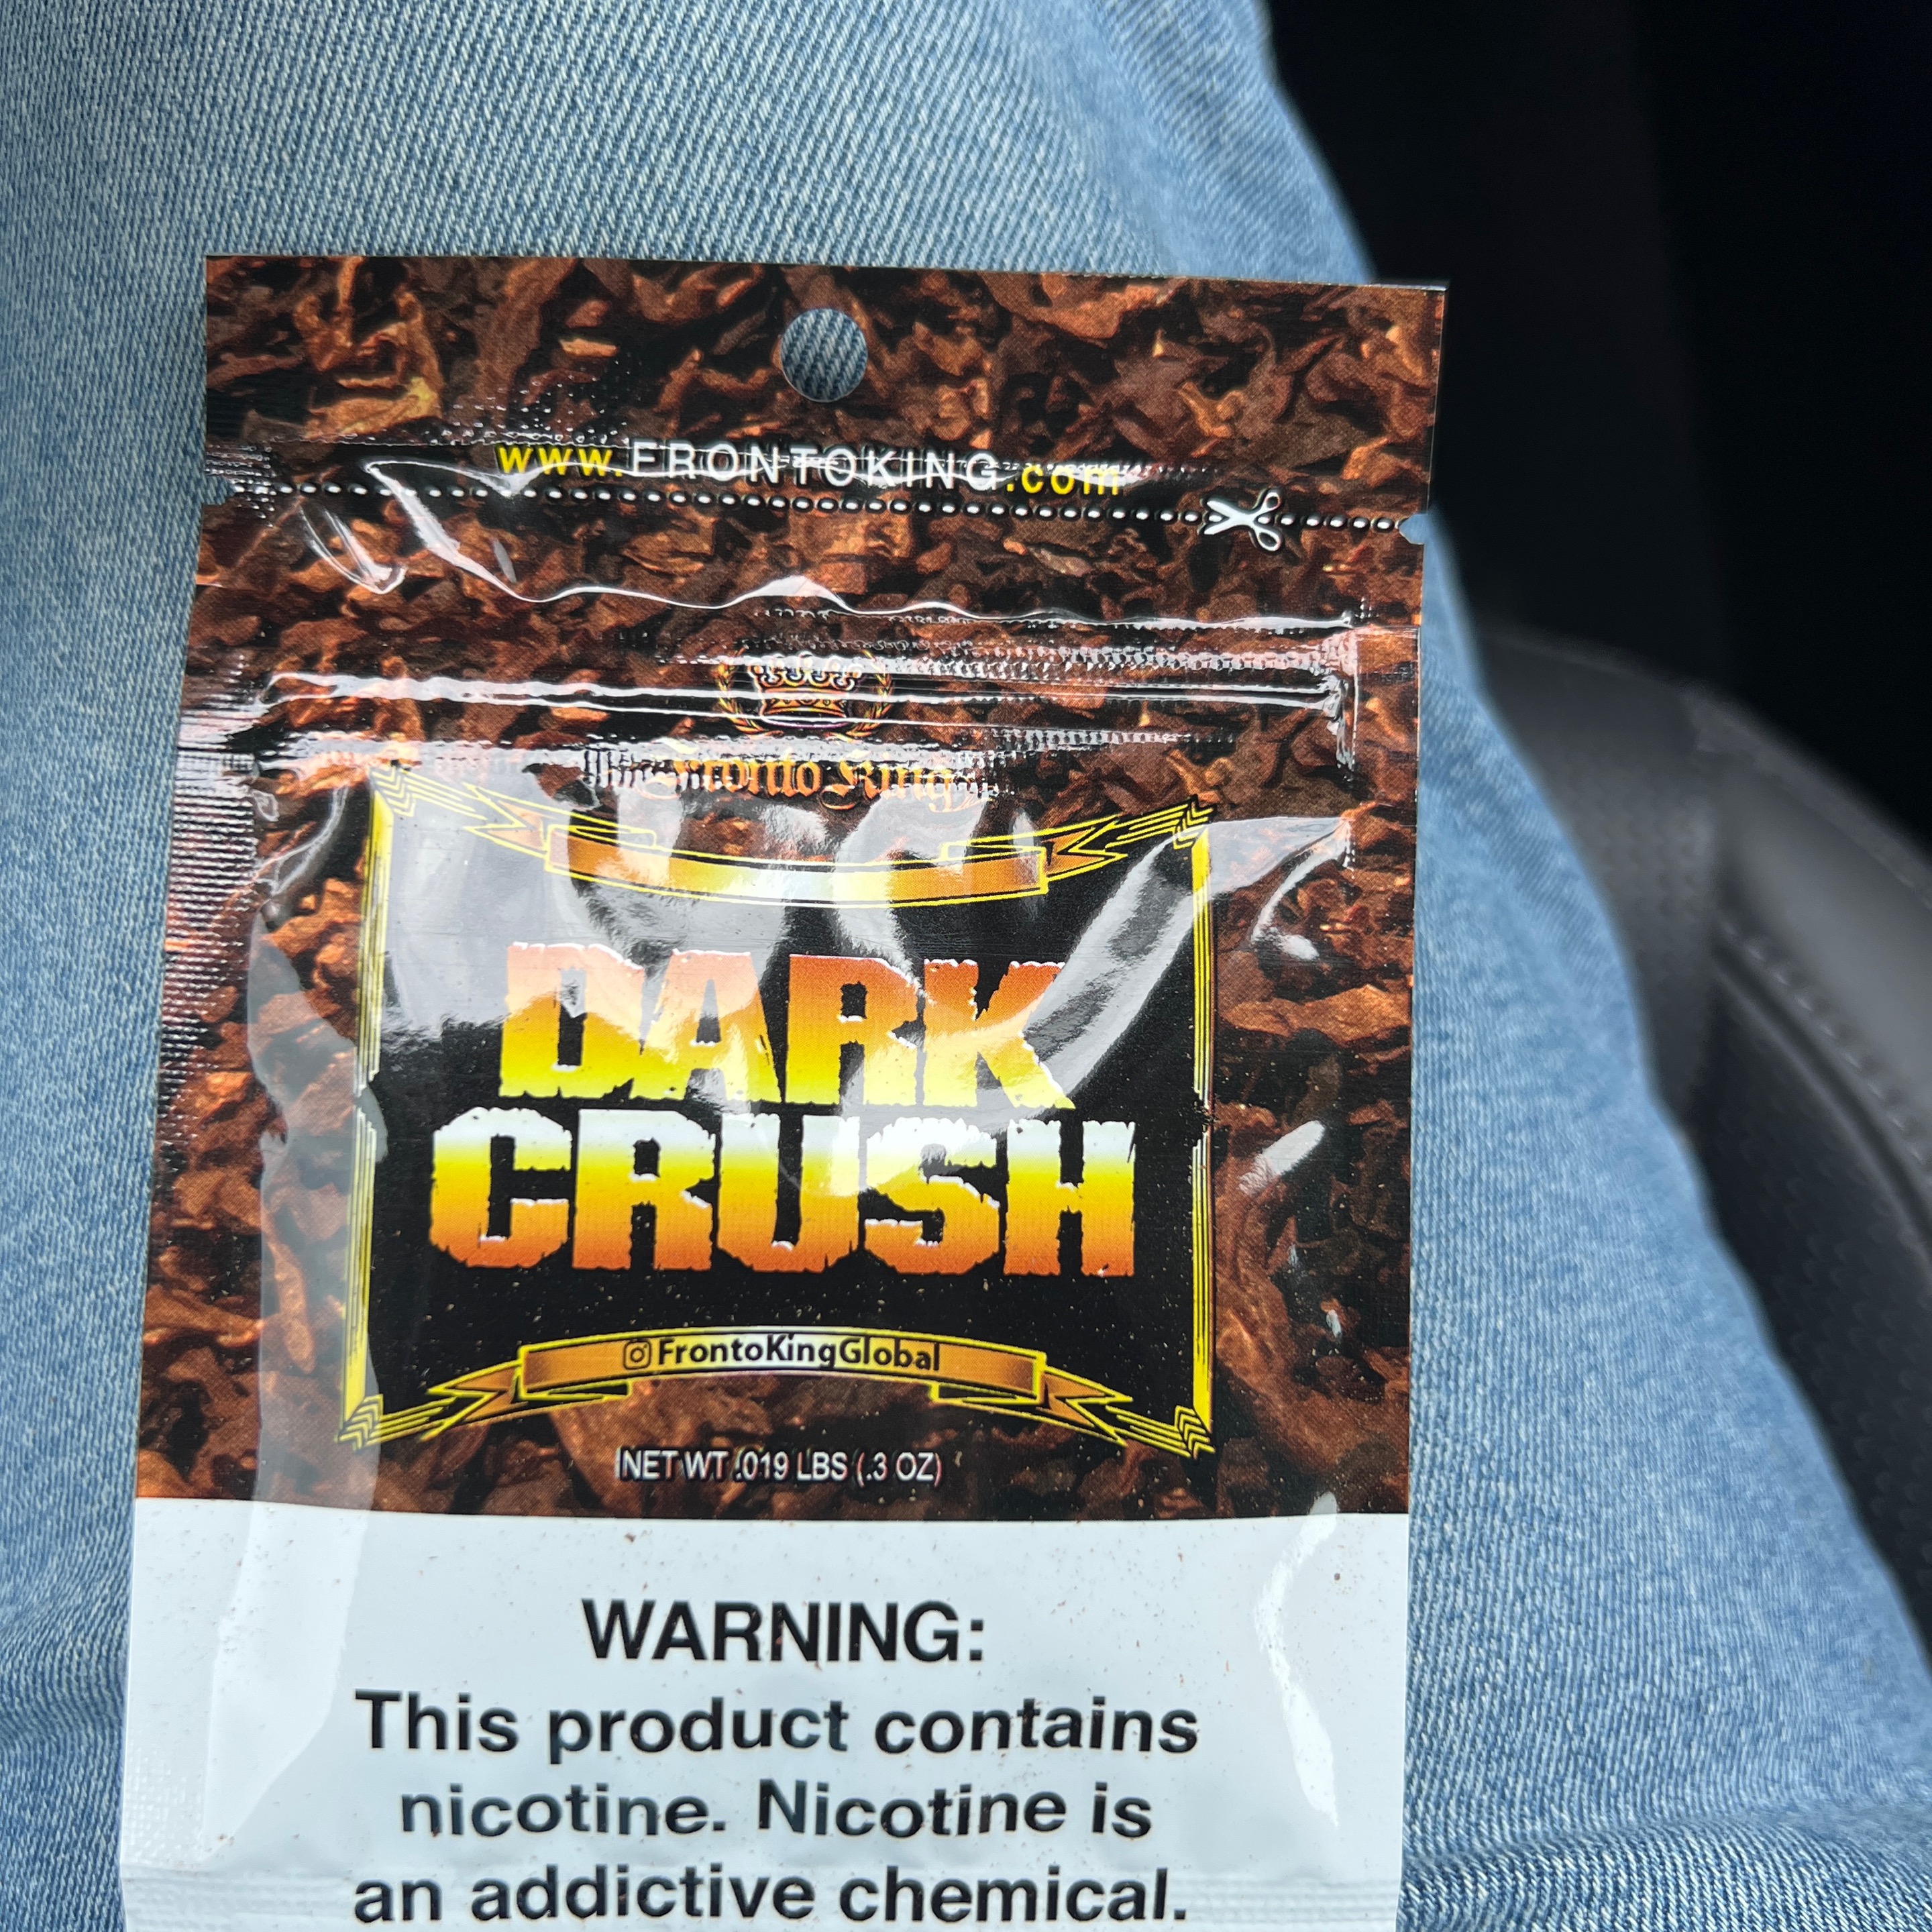 www.FRONTOKING.com
Fronto King
DARK
CRUSH
FrontoKingGlobal
NET WT .019 LBS (.3 OZ)
WARNING:
This product contains
nicotine. Nicotine is
an addictive chemical.